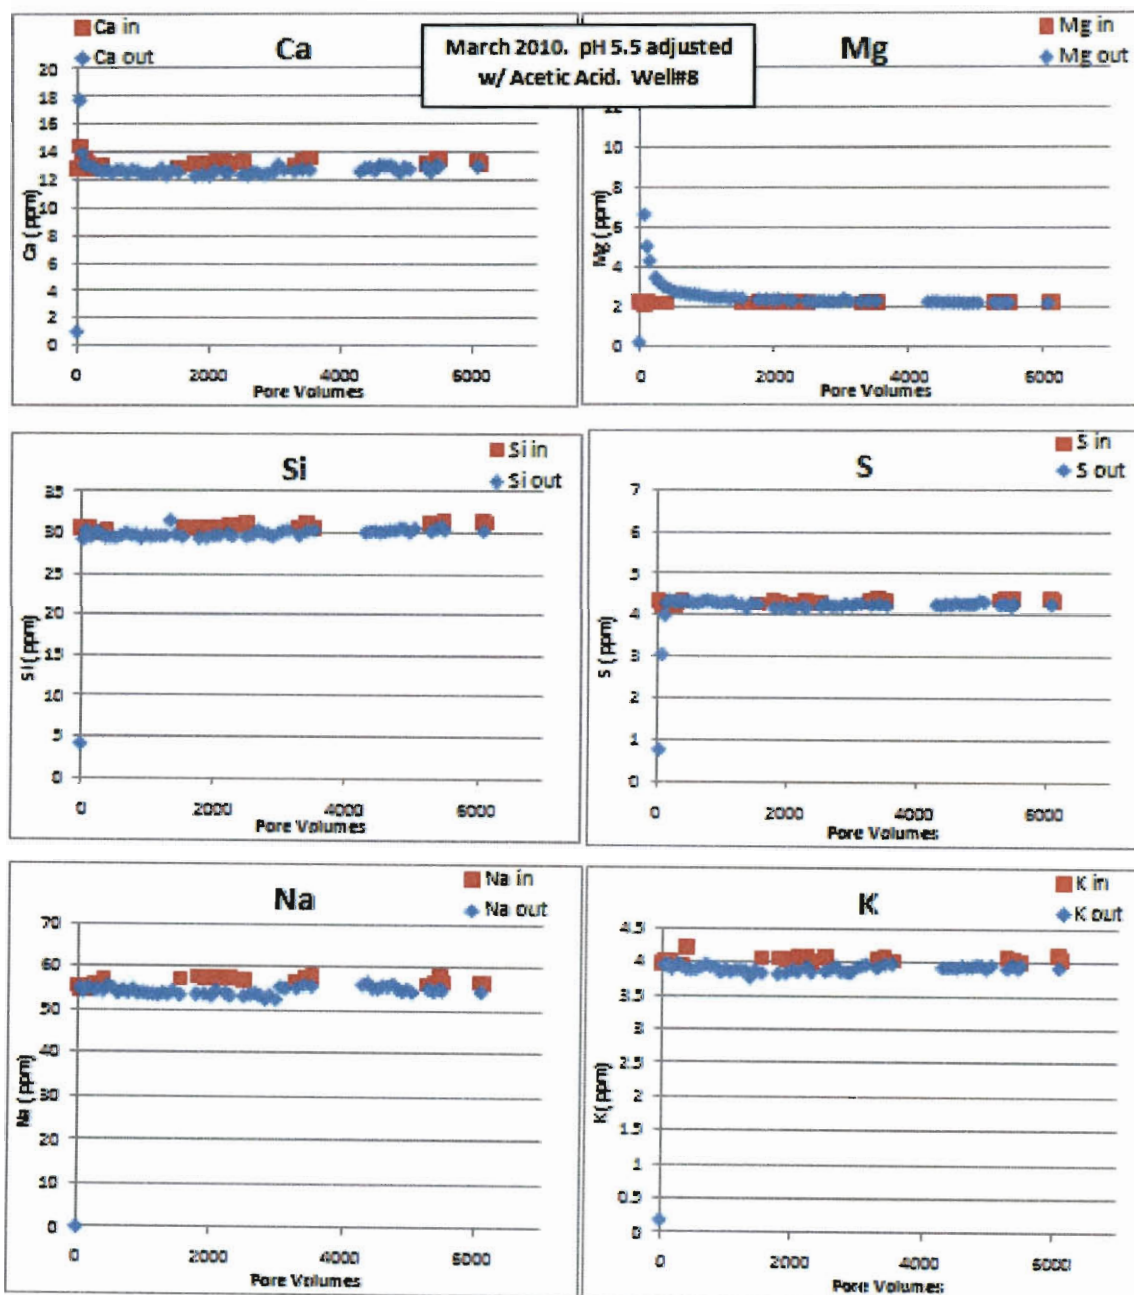 Ca in
Ca out
Ca
March 2010. pH 5.5 adjusted
w/ Acetic Acid. Well#8
Mg
Mg in
Mg out
20
18
16
14
12
10
8
6
4
2
0
Ca (ppm)
0 2000 4000 6000
Pore Volumes
12
10
8
6
4
2
0
Mg (ppm)
0 2000 4000 6000
Pore Volumes
Si
Si in
Si out
35
30
25
20
15
10
5
0
Si (ppm)
0 2000 4000 6000
Pore Volumes
S
S in
S out
7
6
5
4
3
2
1
0
S (ppm)
0 2000 4000 6000
Pore Volumes
Na
Na in
Na out
70
60
50
40
30
20
10
0
Na (ppm)
0 2000 4000 6000
Pore Volumes
K
K in
K out
4.5
4
3.5
3
2.5
2
1.5
1
0.5
0
K (ppm)
0 2000 4000 6000
Pore Volumes